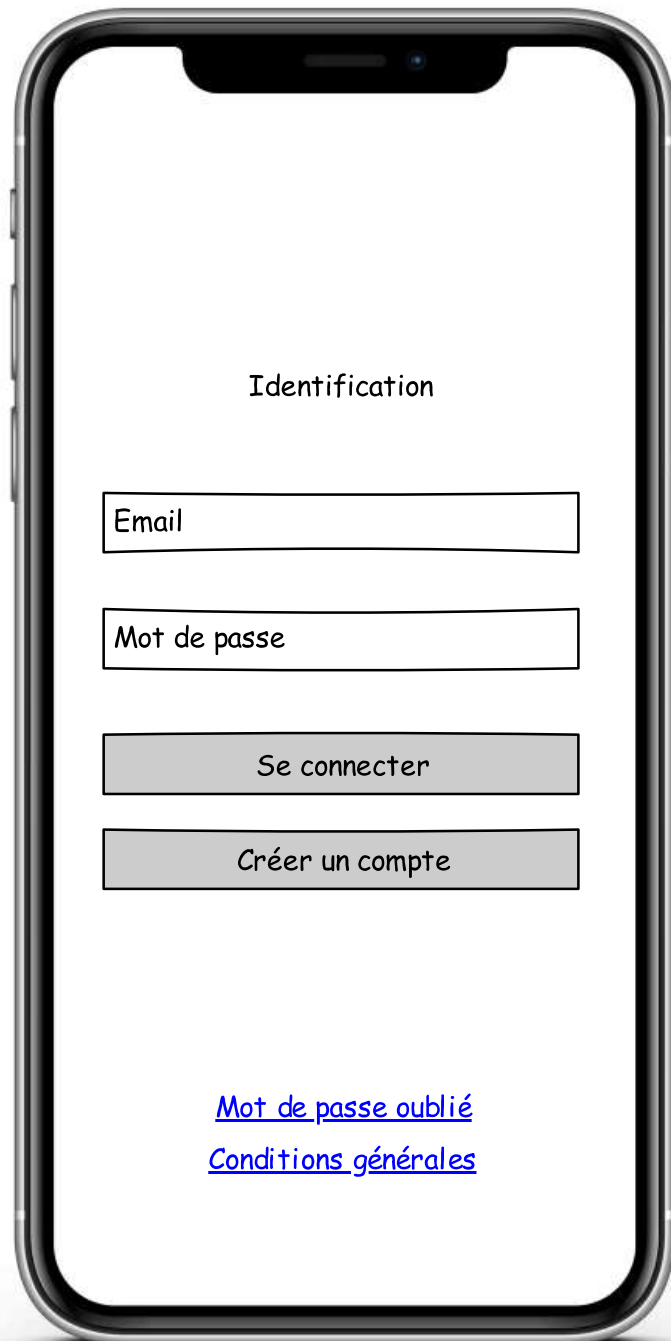 Identification
Email
Mot de passe
Se connecter
Créer un compte
Mot de passe oublié
Conditions générales